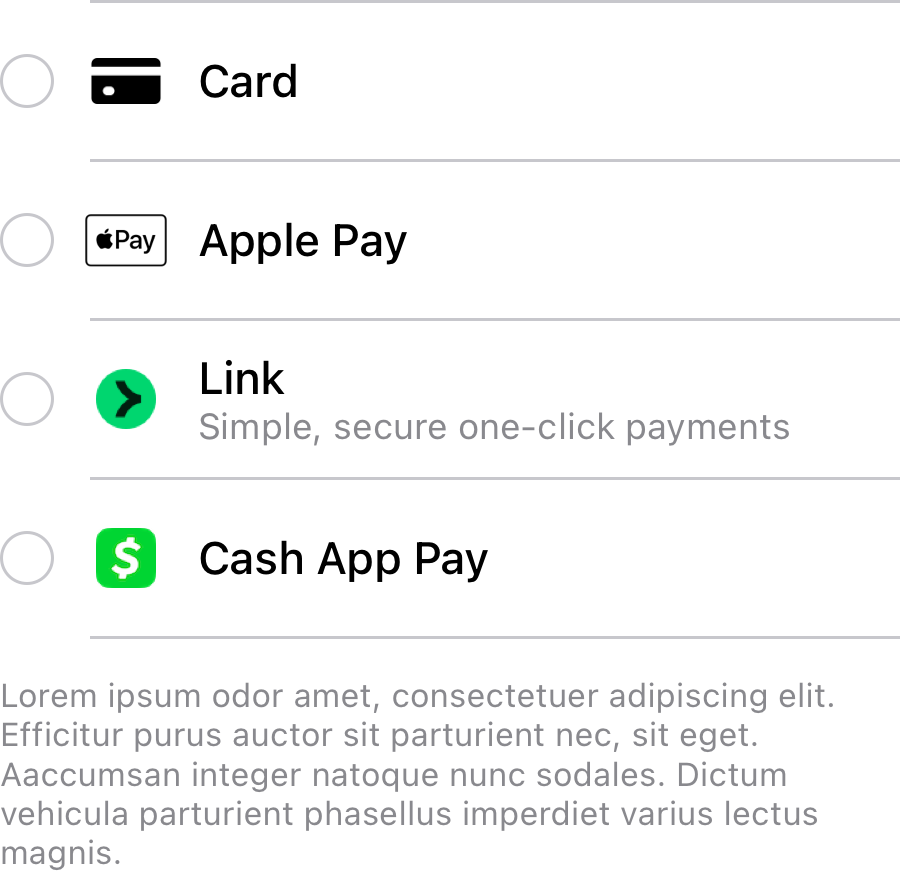 Card
Pay
Apple Pay
Link
Simple, secure one-click payments
$
Cash App Pay
Lorem ipsum odor amet, consectetuer adipiscing elit.
Efficitur purus auctor sit parturient nec, sit eget.
Aaccumsan integer natoque nunc sodales. Dictum
vehicula parturient phasellus imperdiet varius lectus
magnis.